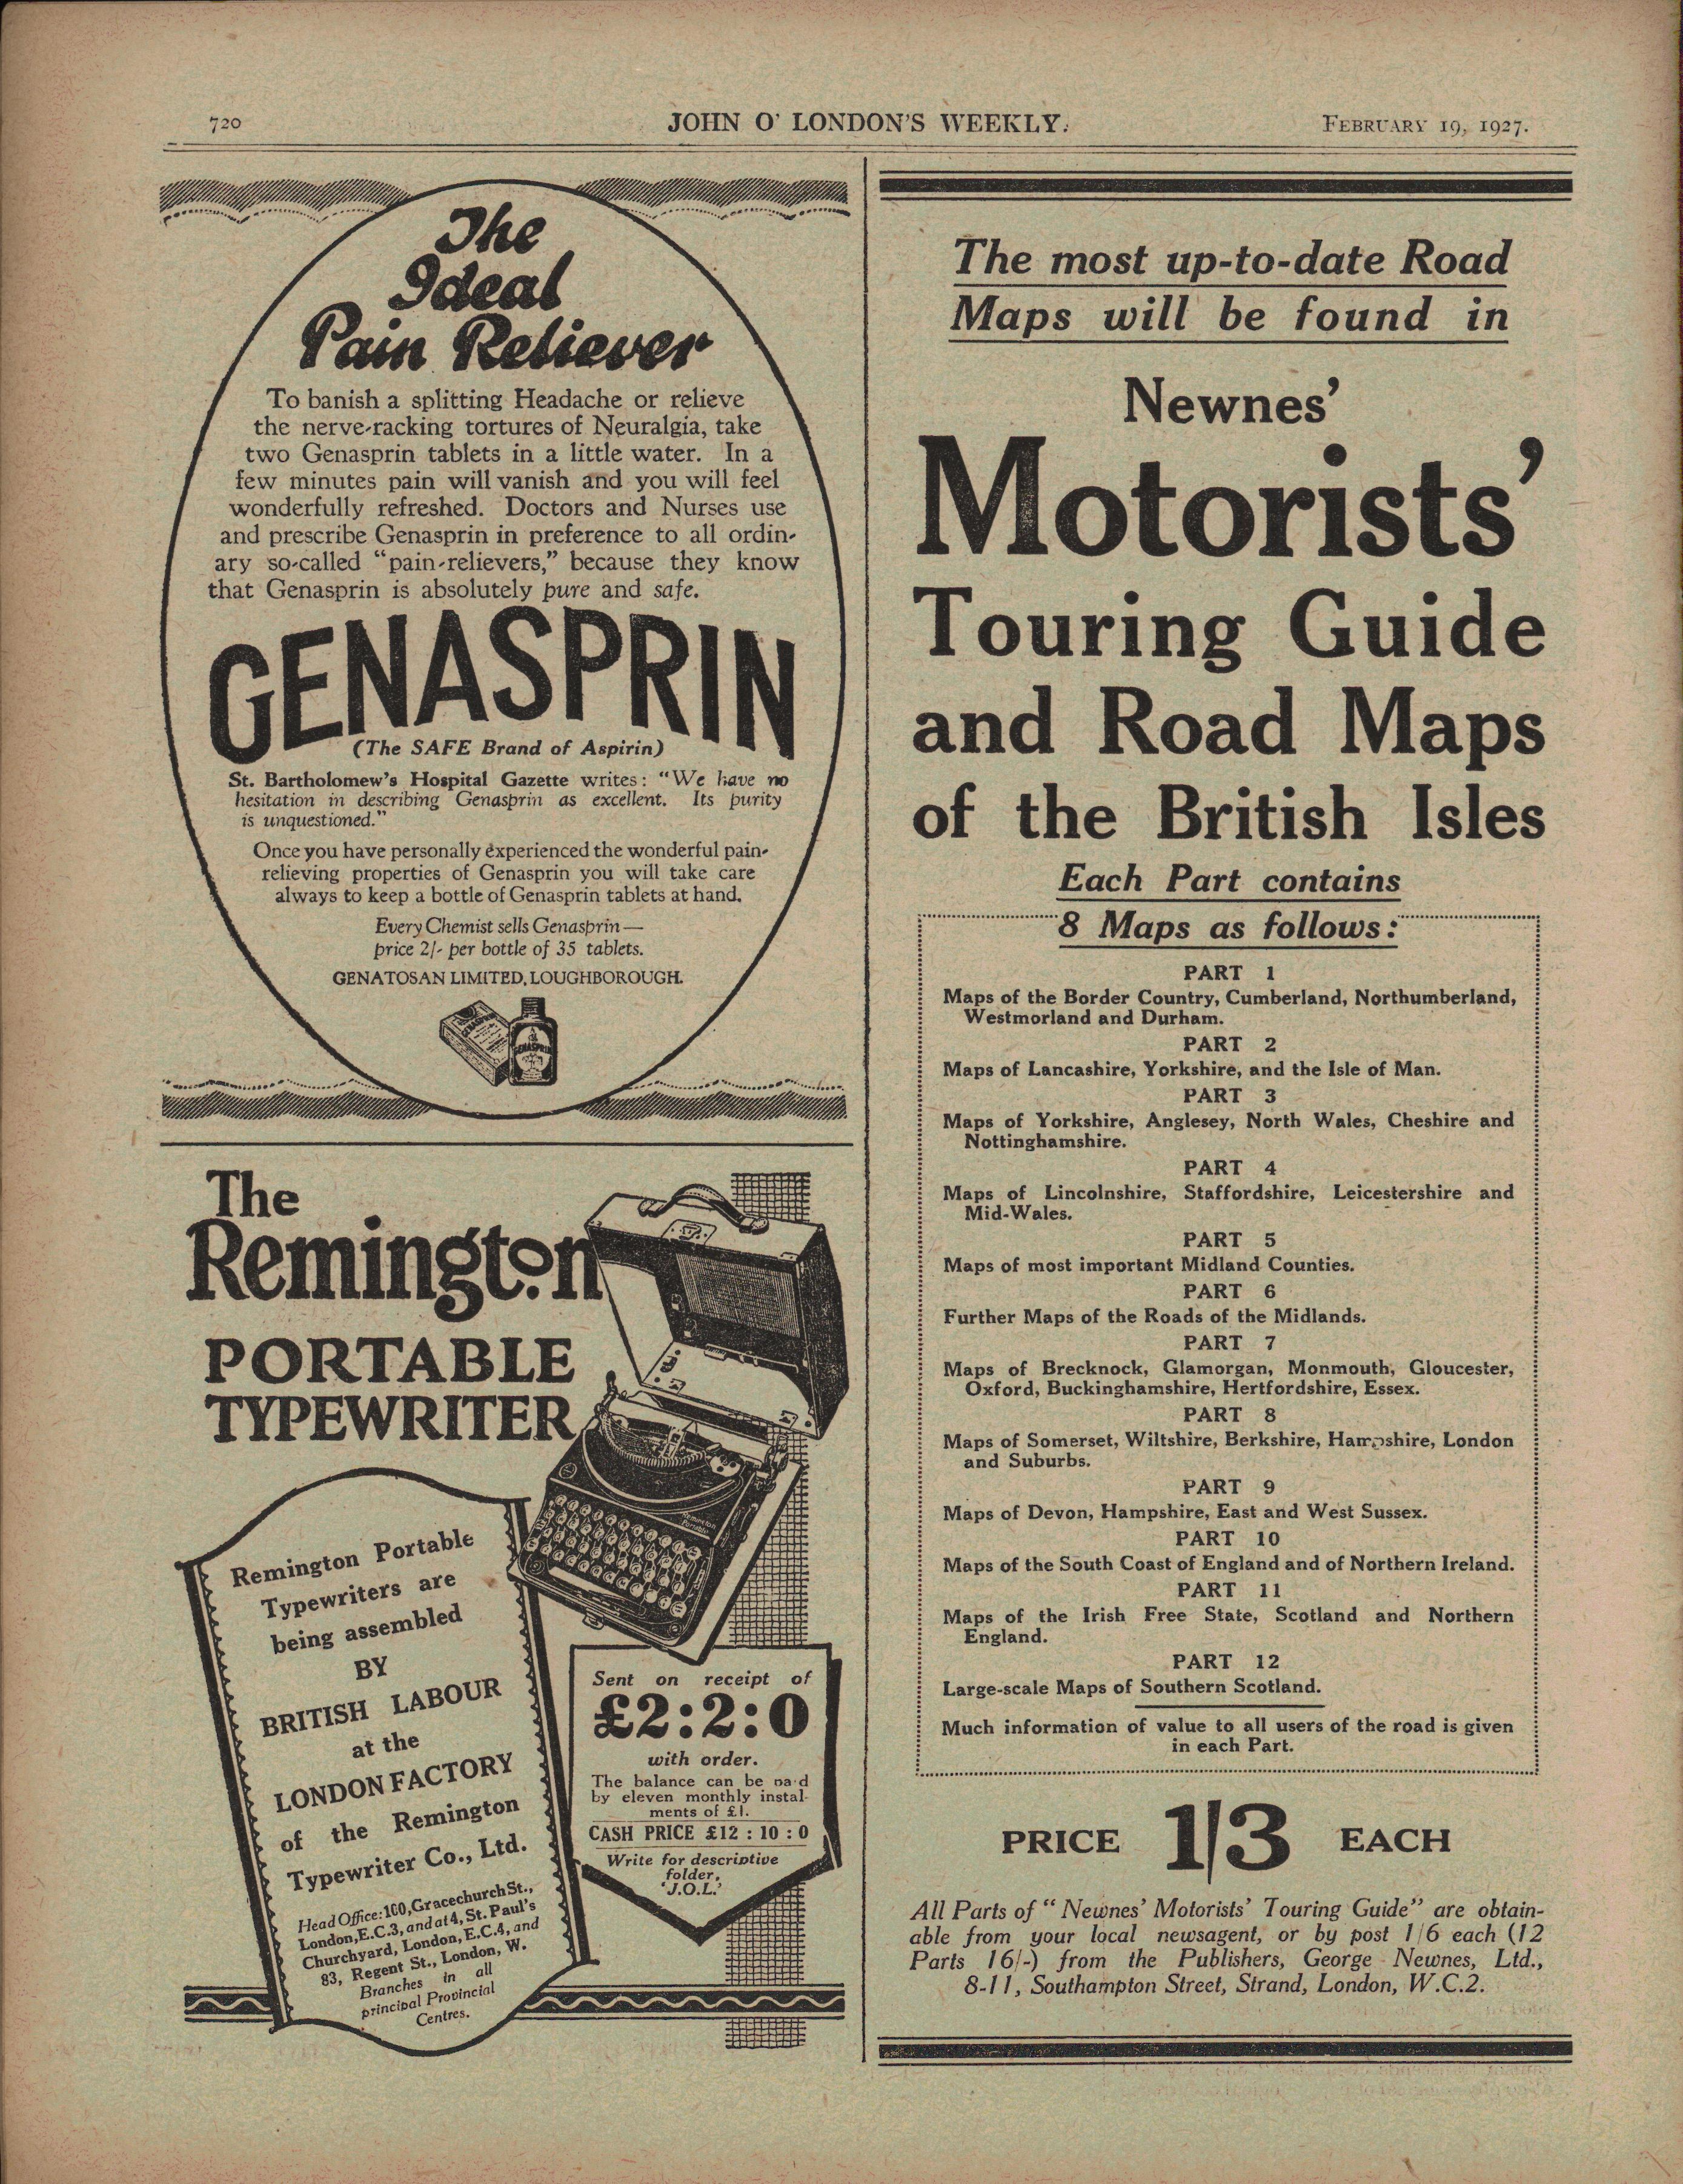 720
JOHN O' LONDON'S WEEKLY.
FEBRUARY 19, 1927.
The
Ideal
Pain Reliever
To banish a splitting Headache or relieve
the nerve-racking tortures of Neuralgia, take
two Genasprin tablets in a little water. In a
few minutes pain will vanish and you will feel
wonderfully refreshed. Doctors and Nurses use
and prescribe Genasprin in preference to all ordin-
ary so-called "pain-relievers," because they know
that Genasprin is absolutely pure and safe.
GENASPRIN
(The SAFE Brand of Aspirin)
St. Bartholomew's Hospital Gazette writes: "We have no
hesitation in describing Genasprin as excellent. Its purity
is unquestioned."
Once you have personally experienced the wonderful pain-
relieving properties of Genasprin you will take care
always to keep a bottle of Genasprin tablets at hand.
Every Chemist sells Genasprin—
price 2/- per bottle of 35 tablets.
GENATOSAN LIMITED, LOUGHBOROUGH.
GENASPRIN
GENASPRIN
The
Remington
PORTABLE
TYPEWRITER
Remington
Portable
Remington Portable
Typewriters are
being assembled
BY
BRITISH LABOUR
at the
LONDON FACTORY
of the Remington
Typewriter Co., Ltd.
Head Office: 100, Gracechurch St.,
London, E.C.3, and at 4, St. Paul's
Churchyard, London, E.C.4, and
83, Regent St., London, W.
Branches in all
principal Provincial
Centres.
Sent on receipt of
£2:2:0
with order.
The balance can be paid
by eleven monthly instal-
ments of £1.
CASH PRICE £12 : 10 : 0
Write for descriptive
folder,
'J.O.L.'
The most up-to-date Road
Maps will be found in
Newnes'
Motorists'
Touring Guide
and Road Maps
of the British Isles
Each Part contains
8 Maps as follows:
PART 1
Maps of the Border Country, Cumberland, Northumberland,
Westmorland and Durham.
PART 2
Maps of Lancashire, Yorkshire, and the Isle of Man.
PART 3
Maps of Yorkshire, Anglesey, North Wales, Cheshire and
Nottinghamshire.
PART 4
Maps of Lincolnshire, Staffordshire, Leicestershire and
Mid-Wales.
PART 5
Maps of most important Midland Counties.
PART 6
Further Maps of the Roads of the Midlands.
PART 7
Maps of Brecknock, Glamorgan, Monmouth, Gloucester,
Oxford, Buckinghamshire, Hertfordshire, Essex.
PART 8
Maps of Somerset, Wiltshire, Berkshire, Hampshire, London
and Suburbs.
PART 9
Maps of Devon, Hampshire, East and West Sussex.
PART 10
Maps of the South Coast of England and of Northern Ireland.
PART 11
Maps of the Irish Free State, Scotland and Northern
England.
PART 12
Large-scale Maps of Southern Scotland.
Much information of value to all users of the road is given
in each Part.
PRICE 1/3 EACH
All Parts of "Newnes' Motorists' Touring Guide" are obtain-
able from your local newsagent, or by post 1/6 each (12
Parts 16/-) from the Publishers, George Newnes, Ltd.,
8-11, Southampton Street, Strand, London, W.C.2.